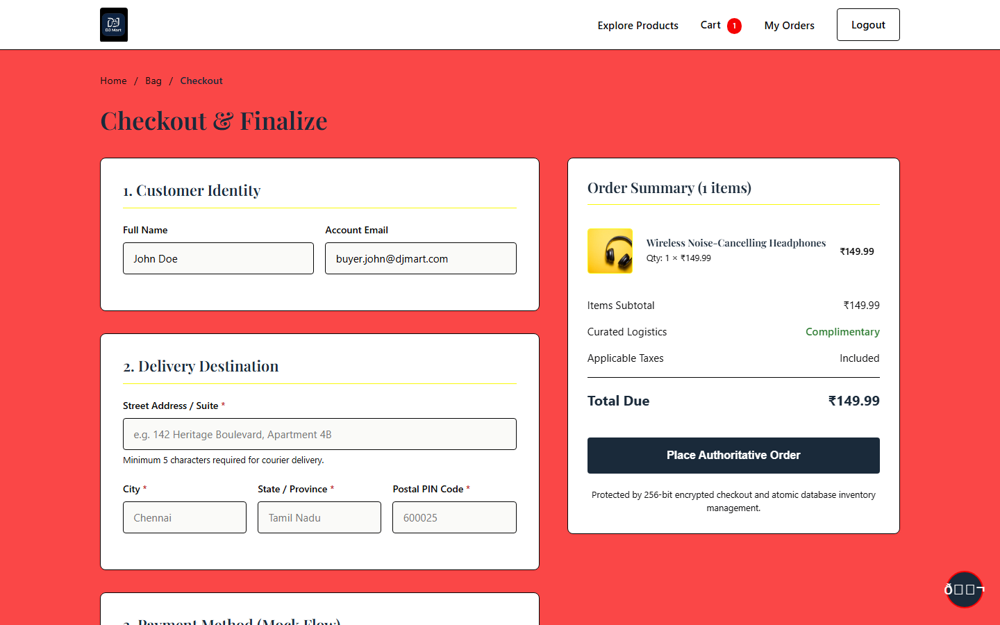 DJ Mart
Explore Products
Cart 1
My Orders
Logout
Home / Bag / Checkout
Checkout & Finalize
1. Customer Identity
Full Name
Account Email
John Doe
buyer.john@djmart.com
2. Delivery Destination
Street Address / Suite *
e.g. 142 Heritage Boulevard, Apartment 4B
Minimum 5 characters required for courier delivery.
City *
State / Province *
Postal PIN Code *
Chennai
Tamil Nadu
600025
3. Payment Method (Mock Flow)
Order Summary (1 items)
Wireless Noise-Cancelling Headphones
Qty: 1 × ₹149.99
₹149.99
Items Subtotal
₹149.99
Curated Logistics
Complimentary
Applicable Taxes
Included
Total Due
₹149.99
Place Authoritative Order
Protected by 256-bit encrypted checkout and atomic database inventory
management.